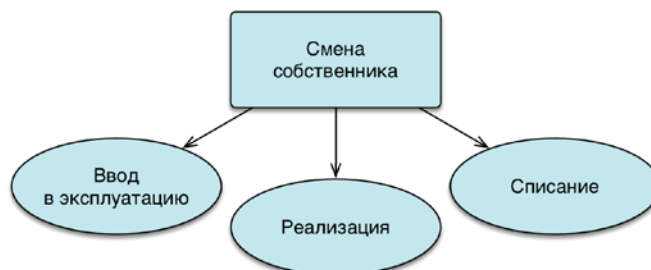 Смена
собственника
Ввод
в эксплуатацию
Реализация
Списание